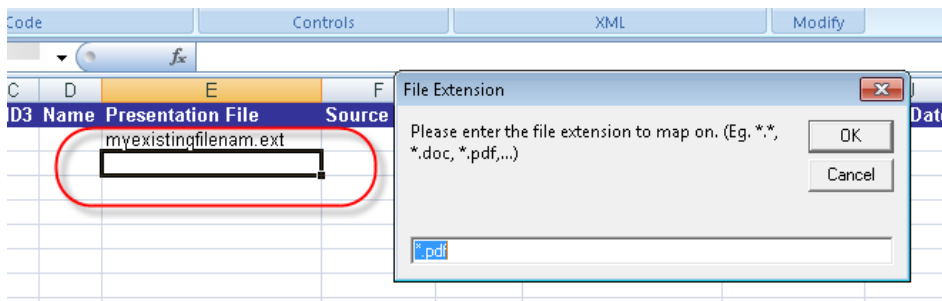 Code Controls XML Modify
fx
C D E F J
ID3 Name Presentation File Source Dat
myexistingfilenam.ext
File Extension
Please enter the file extension to map on. (Eg. *.*,
*.doc, *.pdf,...)
OK
Cancel
*.pdf